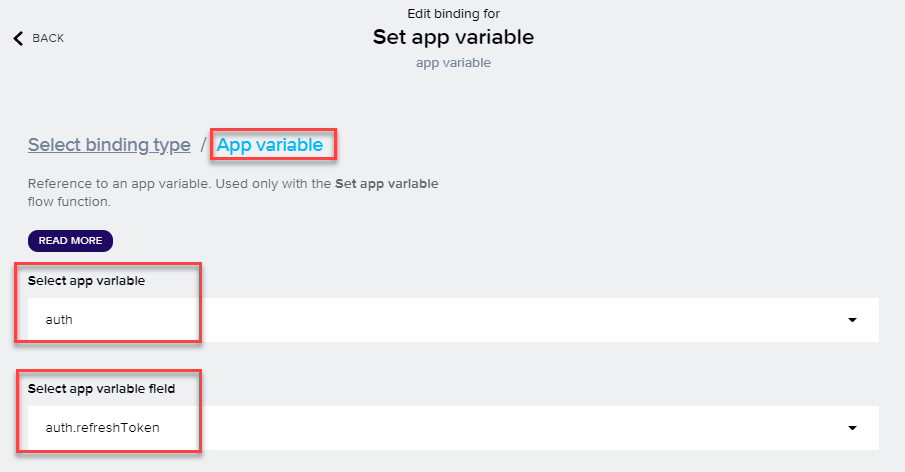 Edit binding for
BACK
Set app variable
app variable
Select binding type / App variable
Reference to an app variable. Used only with the Set app variable
flow function.
READ MORE
Select app variable
auth
Select app variable field
auth.refreshToken